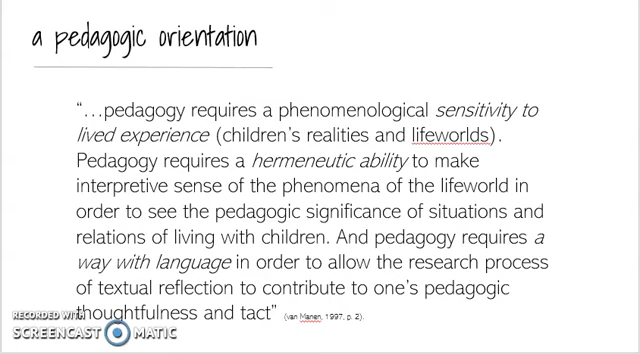 a pedagogic orientation
“…pedagogy requires a phenomenological sensitivity to
lived experience (children’s realities and lifeworlds).
Pedagogy requires a hermeneutic ability to make
interpretive sense of the phenomena of the lifeworld in
order to see the pedagogic significance of situations and
relations of living with children. And pedagogy requires a
way with language in order to allow the research process
of textual reflection to contribute to one’s pedagogic
thoughtfulness and tact” (van Manen, 1997, p. 2).
RECORDED WITH
SCREENCAST MATIC